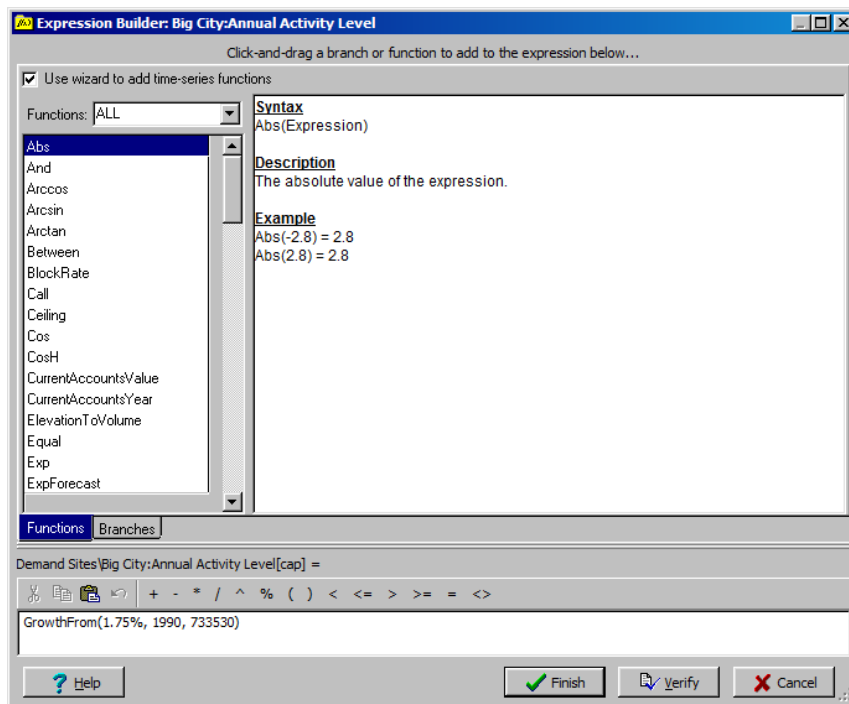 Expression Builder: Big City:Annual Activity Level
Click-and-drag a branch or function to add to the expression below...
Use wizard to add time-series functions
Functions: ALL
Abs
And
Arccos
Arcsin
Arctan
Between
BlockRate
Call
Ceiling
Cos
CosH
CurrentAccountsValue
CurrentAccountsYear
ElevationToVolume
Equal
Exp
ExpForecast
Syntax
Abs(Expression)
Description
The absolute value of the expression.
Example
Abs(-2.8) = 2.8
Abs(2.8) = 2.8
Functions Branches
Demand Sites\Big City:Annual Activity Level[cap] =
+ - * / ^ % ( ) < <= > >= = <>
GrowthFrom(1.75%, 1990, 733530)
? Help Finish Verify Cancel